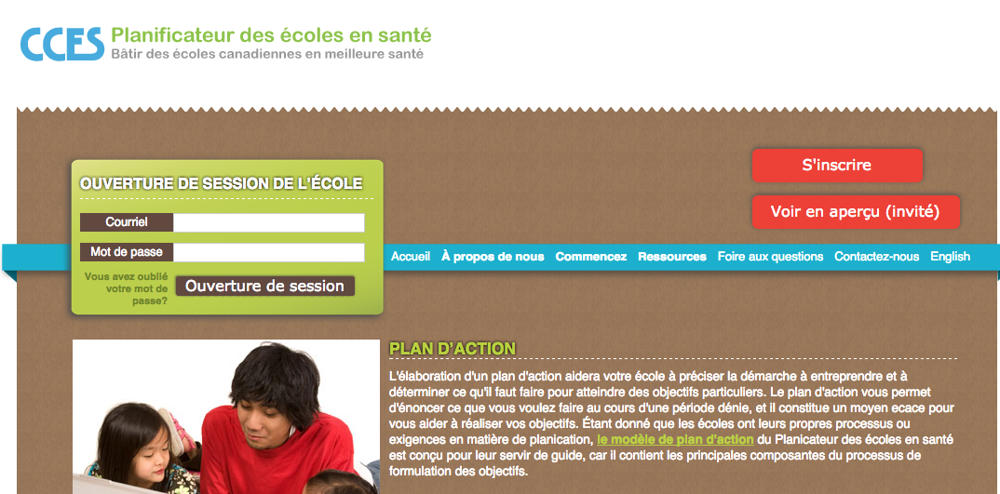 CCES Planificateur des écoles en santé
Bâtir des écoles canadiennes en meilleure santé
S'inscrire
Voir en aperçu (invité)
OUVERTURE DE SESSION DE L'ÉCOLE
Courriel
Mot de passe
Vous avez oublié
votre mot de
passe?
Ouverture de session
Accueil À propos de nous Commencez Ressources Foire aux questions Contactez-nous English
PLAN D'ACTION
L'élaboration d'un plan d'action aidera votre école à préciser la démarche à entreprendre et à
déterminer ce qu'il faut faire pour atteindre des objectifs particuliers. Le plan d'action vous permet
d'énoncer ce que vous voulez faire au cours d'une période dénie, et il constitue un moyen ecace pour
vous aider à réaliser vos objectifs. Étant donné que les écoles ont leurs propres processus ou
exigences en matière de planication, le modèle de plan d'action du Planicateur des écoles en santé
est conçu pour leur servir de guide, car il contient les principales composantes du processus de
formulation des objectifs.